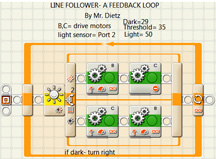 LINE FOLLOWER- A FEEDBACK LOOP
By Mr. Dietz
B,C= drive motors
Dark=29
Threshold= 35
light sensor= Port 2
Light= 50
B
C
B
C
if dark- turn right